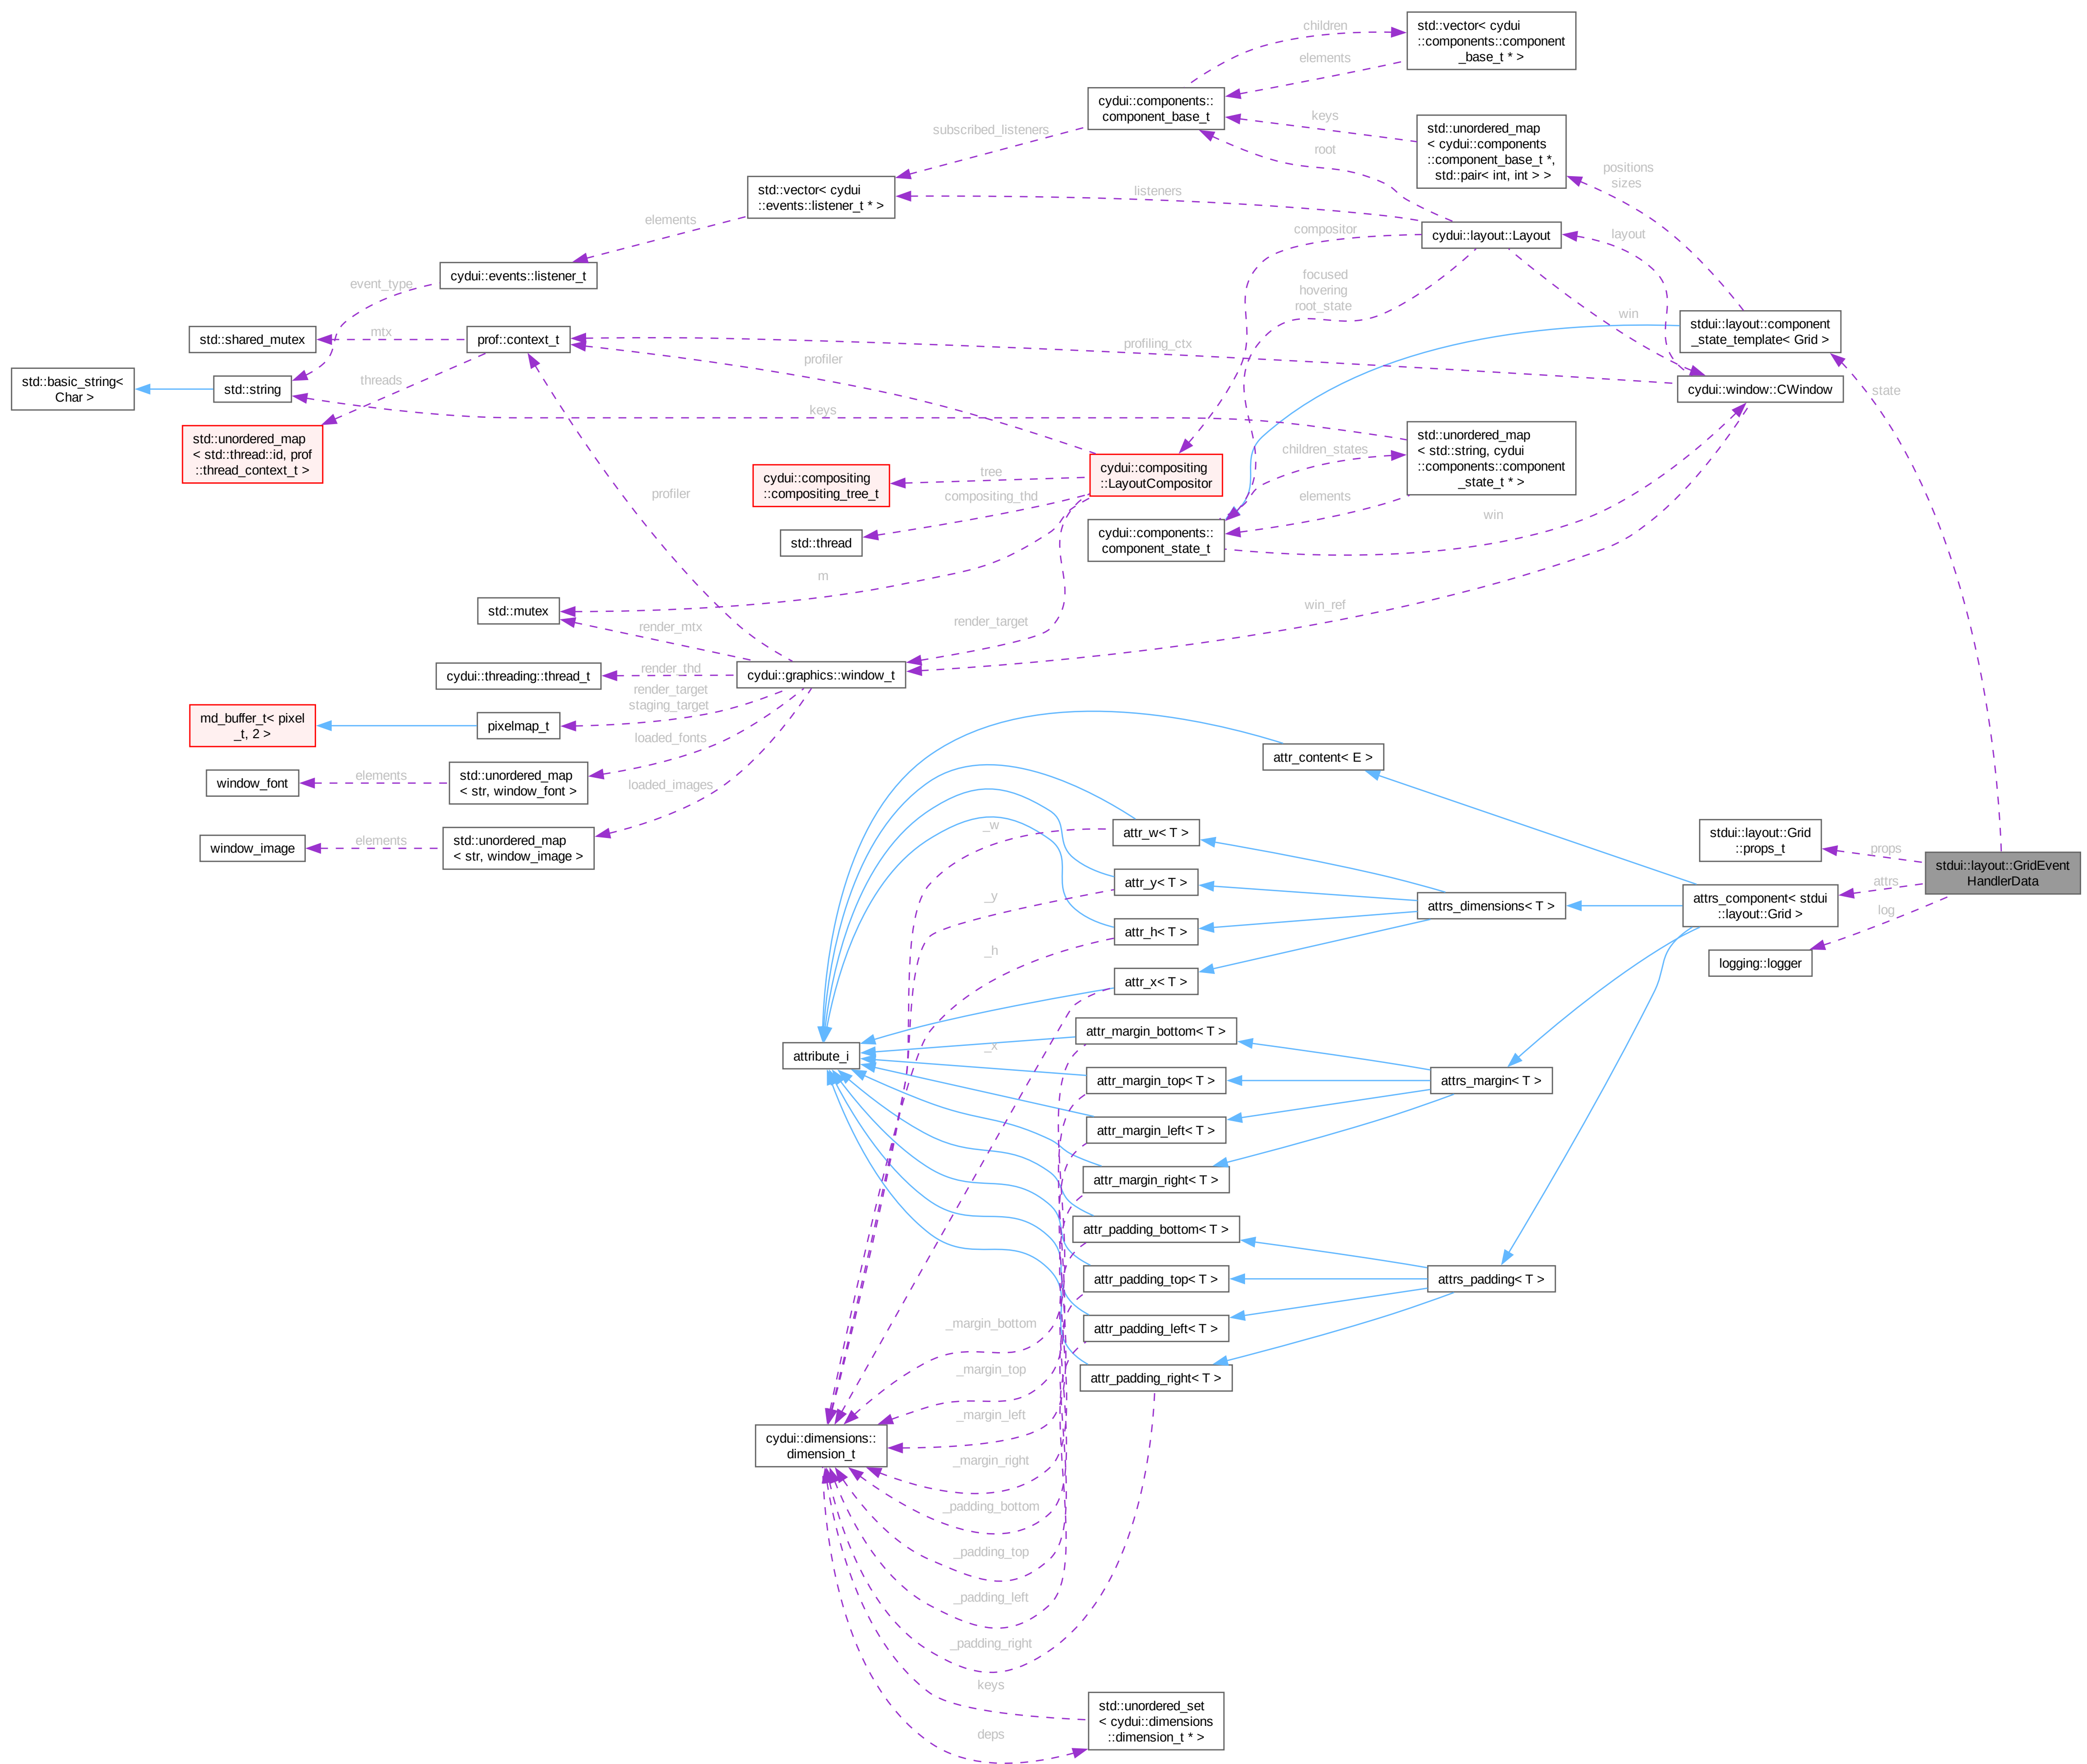 children
std::vector< cydui
::components::component
_base_t * >
elements
cydui::components::
component_base_t
keys
std::unordered_map
< cydui::components
::component_base_t *,
std::pair< int, int > >
subscribed_listeners
root
positions
sizes
std::vector< cydui
::events::listener_t * >
listeners
elements
compositor
cydui::layout::Layout
layout
cydui::events::listener_t
event_type
focused
hovering
root_state
win
stdui::layout::component
_state_template< Grid >
std::shared_mutex
mtx
prof::context_t
profiling_ctx
profiler
threads
std::basic_string<
Char >
std::string
cydui::window::CWindow
state
keys
std::unordered_map
< std::thread::id, prof
::thread_context_t >
std::unordered_map
< std::string, cydui
::components::component
_state_t * >
children_states
cydui::compositing
::LayoutCompositor
tree
cydui::compositing
::compositing_tree_t
profiler
compositing_thd
elements
win
std::thread
cydui::components::
component_state_t
m
std::mutex
win_ref
render_mtx
render_target
cydui::threading::thread_t
render_thd
cydui::graphics::window_t
render_target
staging_target
md_buffer_t< pixel
_t, 2 >
pixelmap_t
loaded_fonts
attr_content< E >
window_font
elements
std::unordered_map
< str, window_font >
loaded_images
_w
attr_w< T >
stdui::layout::Grid
::props_t
props
window_image
elements
std::unordered_map
< str, window_image >
stdui::layout::GridEvent
HandlerData
attrs
_y
attr_y< T >
attrs_dimensions< T >
attrs_component< stdui
::layout::Grid >
log
_h
attr_h< T >
logging::logger
attr_x< T >
attr_margin_bottom< T >
_x
attribute_i
attr_margin_top< T >
attrs_margin< T >
attr_margin_left< T >
attr_margin_right< T >
attr_padding_bottom< T >
attr_padding_top< T >
attrs_padding< T >
_margin_bottom
attr_padding_left< T >
_margin_top
attr_padding_right< T >
_margin_left
cydui::dimensions::
dimension_t
_margin_right
_padding_bottom
_padding_top
_padding_left
_padding_right
keys
std::unordered_set
< cydui::dimensions
::dimension_t * >
deps